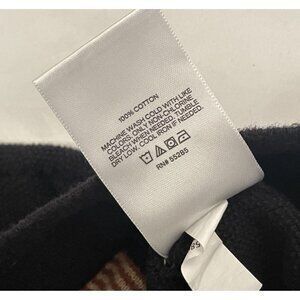 100% COTTON
MACHINE WASH COLD WITH LIKE
COLORS. ONLY NON-CHLORINE
BLEACH WHEN NEEDED. TUMBLE
DRY LOW. COOL IRON IF NEEDED.
RN# 55285